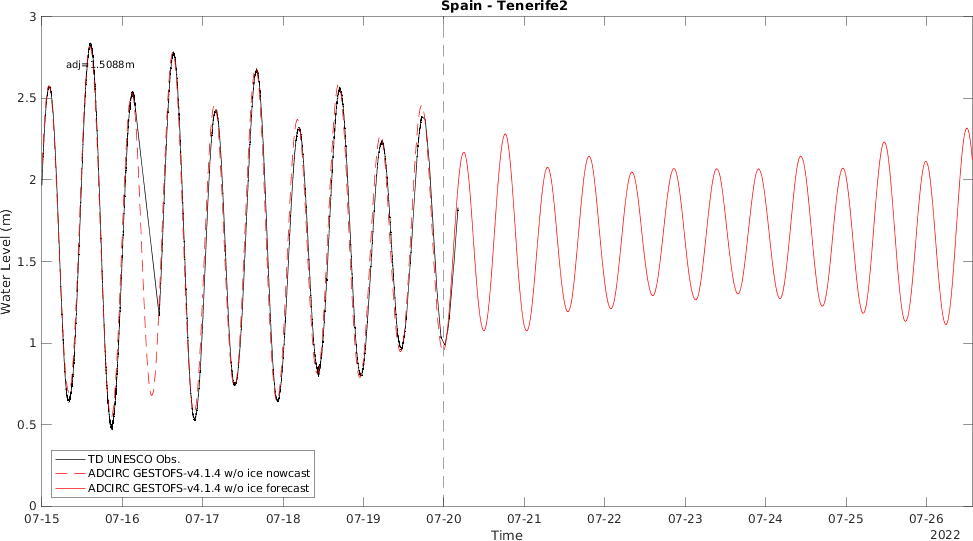 Spain - Tenerife2
3
2.5
2
1.5
1
0.5
0
Water Level (m)
adj=1.5088m
TD UNESCO Obs.
ADCIRC GESTOFS-v4.1.4 w/o ice nowcast
ADCIRC GESTOFS-v4.1.4 w/o ice forecast
07-15 07-16 07-17 07-18 07-19 07-20 07-21 07-22 07-23 07-24 07-25 07-26
Time
2022